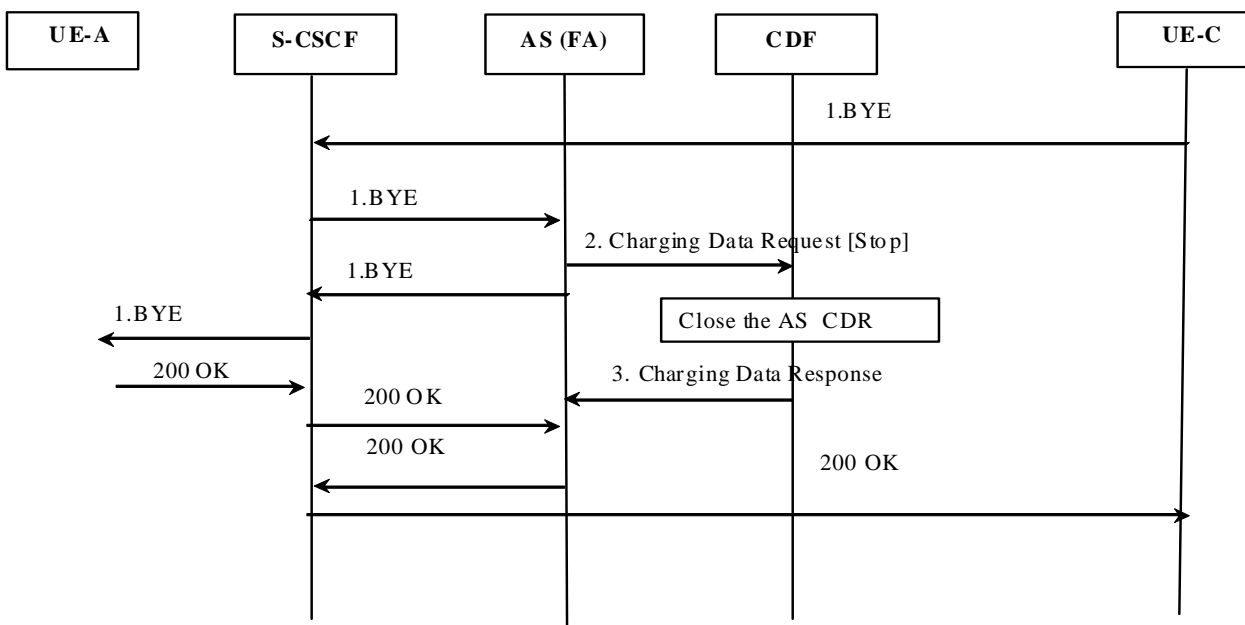 UE-A
S-CSCF
AS (FA)
CDF
UE-C
1.BYE
1.BYE
2. Charging Data Request [Stop]
1.BYE
1.BYE
Close the AS CDR
200 OK
3. Charging Data Response
200 OK
200 OK
200 OK